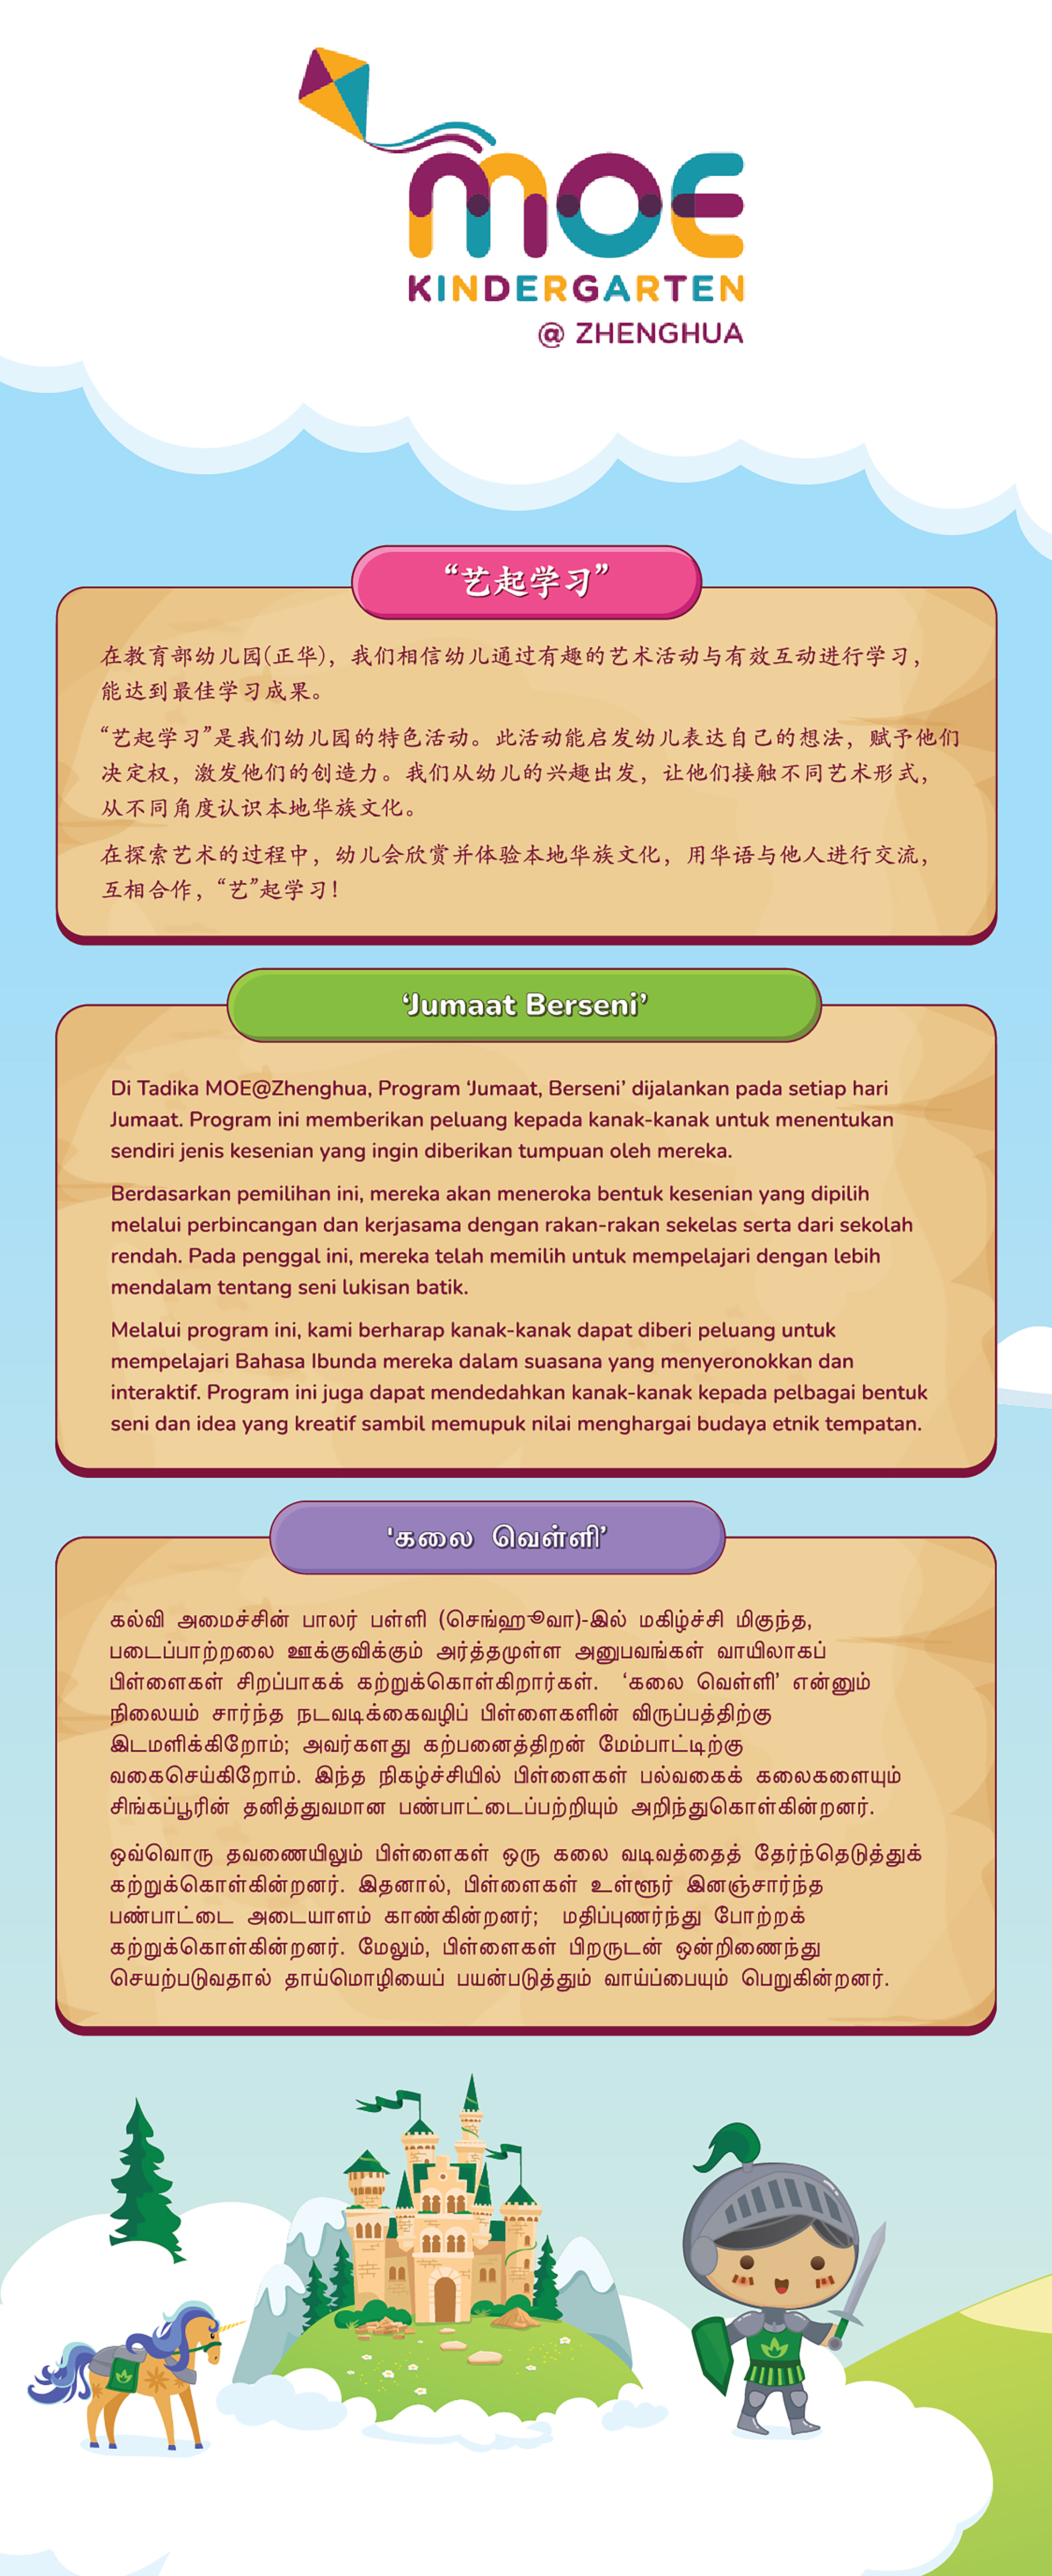 moe
KINDERGARTEN
@ ZHENGHUA
“艺起学习”
在教育部幼儿园(正华)，我们相信幼儿通过有趣的艺术活动与有效互动进行学习，
能达到最佳学习成果。
“艺起学习”是我们幼儿园的特色活动。此活动能启发幼儿表达自己的想法，赋予他们
决定权，激发他们的创造力。我们从幼儿的兴趣出发，让他们接触不同艺术形式，
从不同角度认识本地华族文化。
在探索艺术的过程中，幼儿会欣赏并体验本地华族文化，用华语与他人进行交流，
互相合作，“艺”起学习！
‘Jumaat Berseni’
Di Tadika MOE@Zhenghua, Program ‘Jumaat, Berseni’ dijalankan pada setiap hari
Jumaat. Program ini memberikan peluang kepada kanak-kanak untuk menentukan
sendiri jenis kesenian yang ingin diberikan tumpuan oleh mereka.
Berdasarkan pemilihan ini, mereka akan meneroka bentuk kesenian yang dipilih
melalui perbincangan dan kerjasama dengan rakan-rakan sekelas serta dari sekolah
rendah. Pada penggal ini, mereka telah memilih untuk mempelajari dengan lebih
mendalam tentang seni lukisan batik.
Melalui program ini, kami berharap kanak-kanak dapat diberi peluang untuk
mempelajari Bahasa Ibunda mereka dalam suasana yang menyeronokkan dan
interaktif. Program ini juga dapat mendedahkan kanak-kanak kepada pelbagai bentuk
seni dan idea yang kreatif sambil memupuk nilai menghargai budaya etnik tempatan.
'கலை வெள்ளி’
கல்வி அமைச்சின் பாலர் பள்ளி (செங்ஹூவா)-இல் மகிழ்ச்சி மிகுந்த,
படைப்பாற்றலை ஊக்குவிக்கும் அர்த்தமுள்ள அனுபவங்கள் வாயிலாகப்
பிள்ளைகள் சிறப்பாகக் கற்றுக்கொள்கிறார்கள். ‘கலை வெள்ளி’ என்னும்
நிலையம் சார்ந்த நடவடிக்கைவழிப் பிள்ளைகளின் விருப்பத்திற்கு
இடமளிக்கிறோம்; அவர்களது கற்பனைத்திறன் மேம்பாட்டிற்கு
வகைசெய்கிறோம். இந்த நிகழ்ச்சியில் பிள்ளைகள் பல்வகைக் கலைகளையும்
சிங்கப்பூரின் தனித்துவமான பண்பாட்டைப்பற்றியும் அறிந்துகொள்கின்றனர்.
ஒவ்வொரு தவணையிலும் பிள்ளைகள் ஒரு கலை வடிவத்தைத் தேர்ந்தெடுத்துக்
கற்றுக்கொள்கின்றனர். இதனால், பிள்ளைகள் உள்ளூர் இனஞ்சார்ந்த
பண்பாட்டை அடையாளம் காண்கின்றனர்; மதிப்புணர்ந்து போற்றக்
கற்றுக்கொள்கின்றனர். மேலும், பிள்ளைகள் பிறருடன் ஒன்றிணைந்து
செயற்படுவதால் தாய்மொழியைப் பயன்படுத்தும் வாய்ப்பையும் பெறுகின்றனர்.